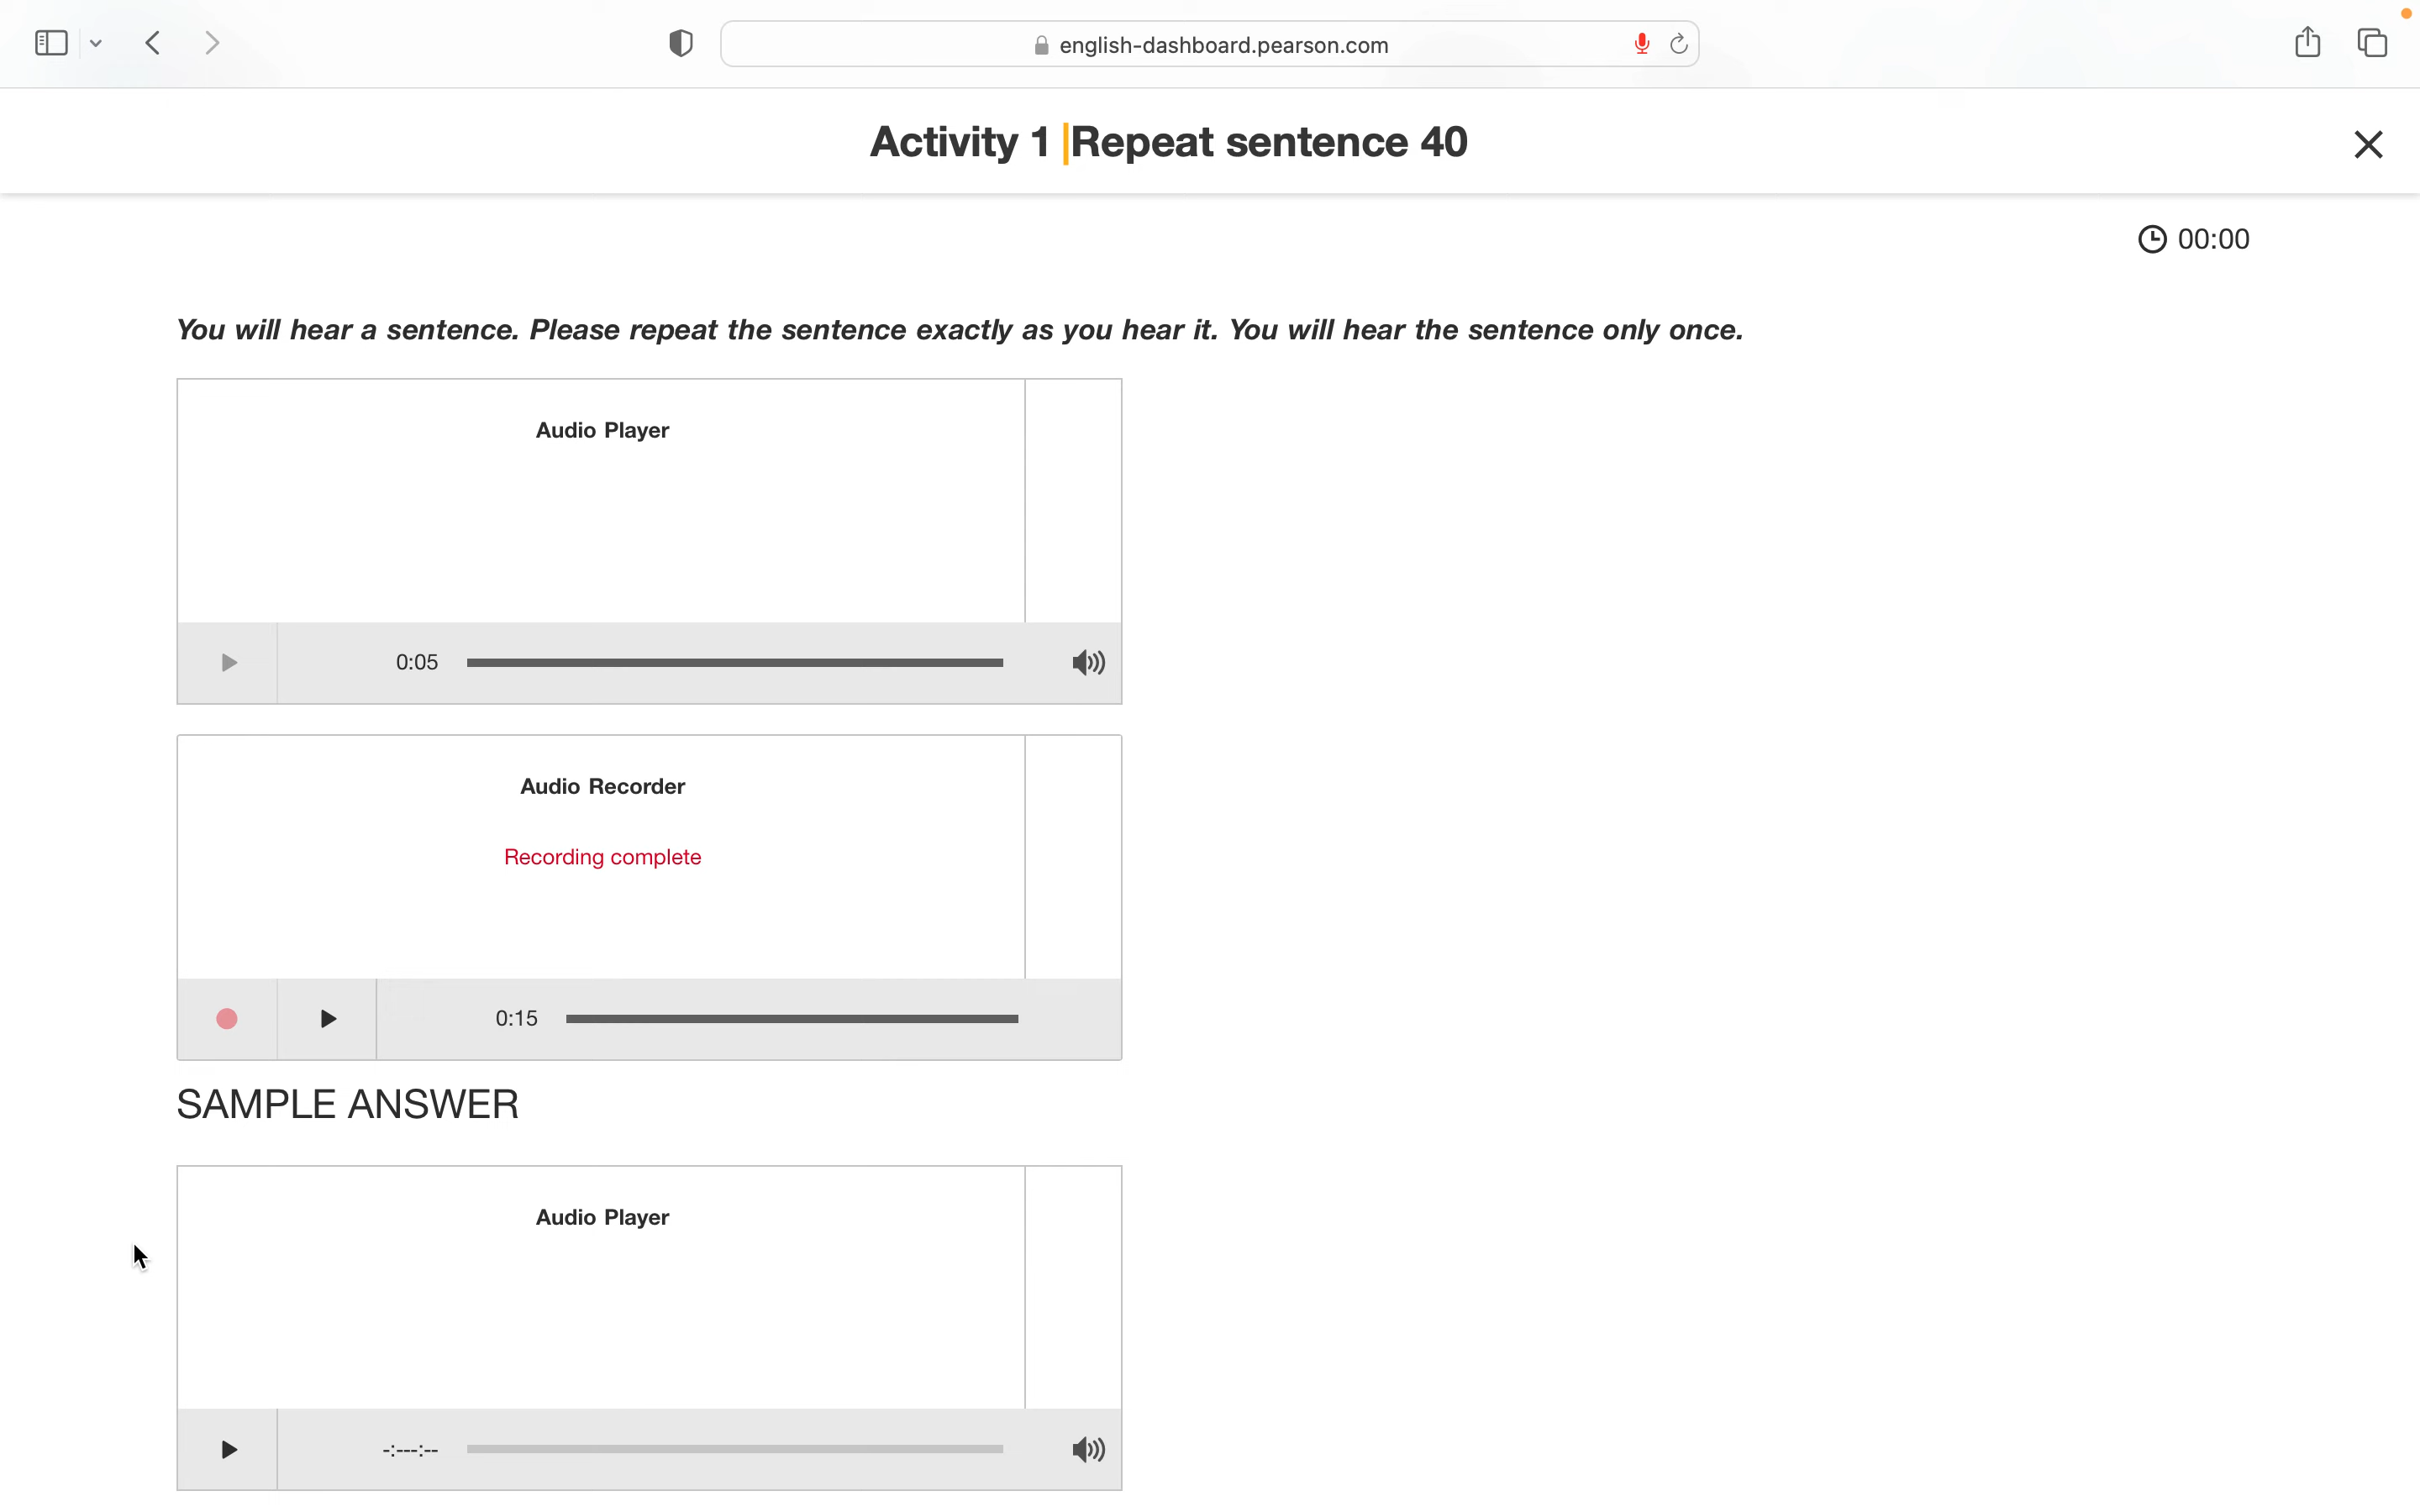 english-dashboard.pearson.com
Activity 1 |Repeat sentence 40
00:00
You will hear a sentence. Please repeat the sentence exactly as you hear it. You will hear the sentence only once.
Audio Player
0:05
Audio Recorder
Recording complete
0:15
SAMPLE ANSWER
Audio Player
-:---:--